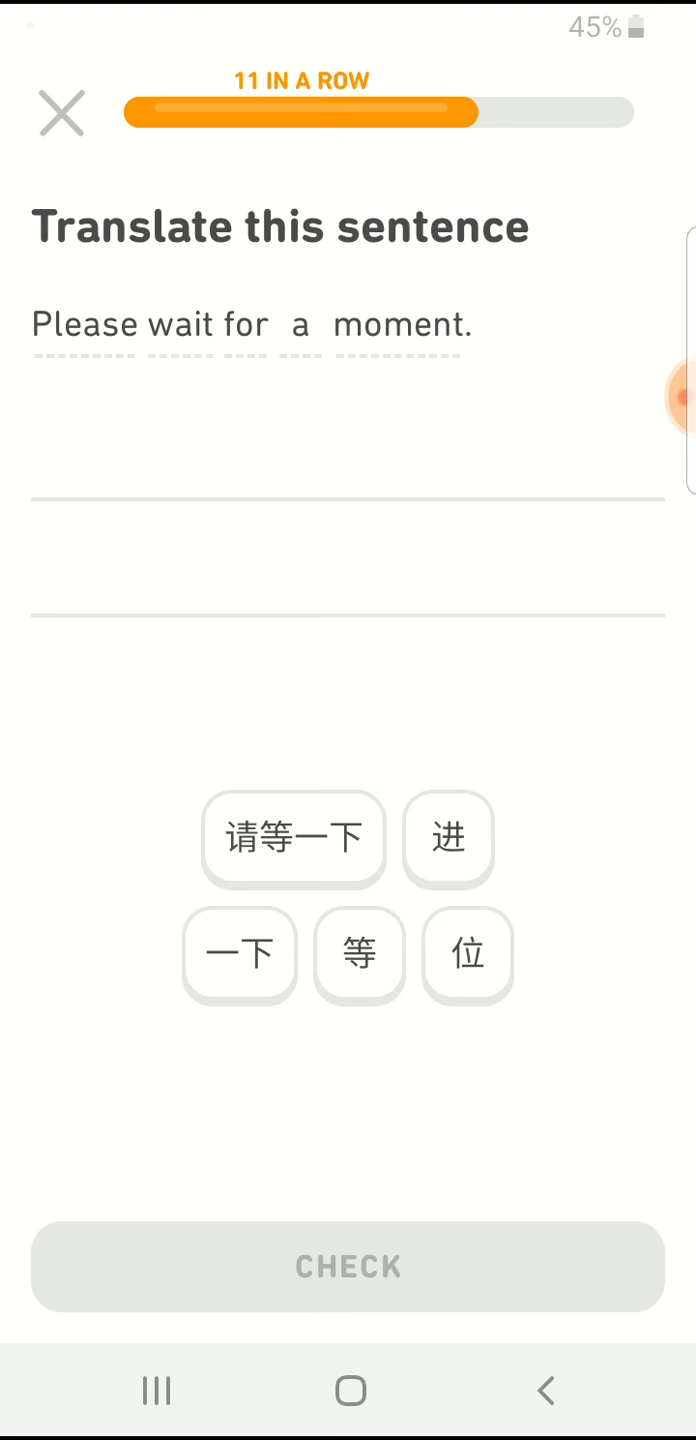 45%
11 IN A ROW
Translate this sentence
Please wait for a moment.
请等一下 进
一下 等 位
CHECK